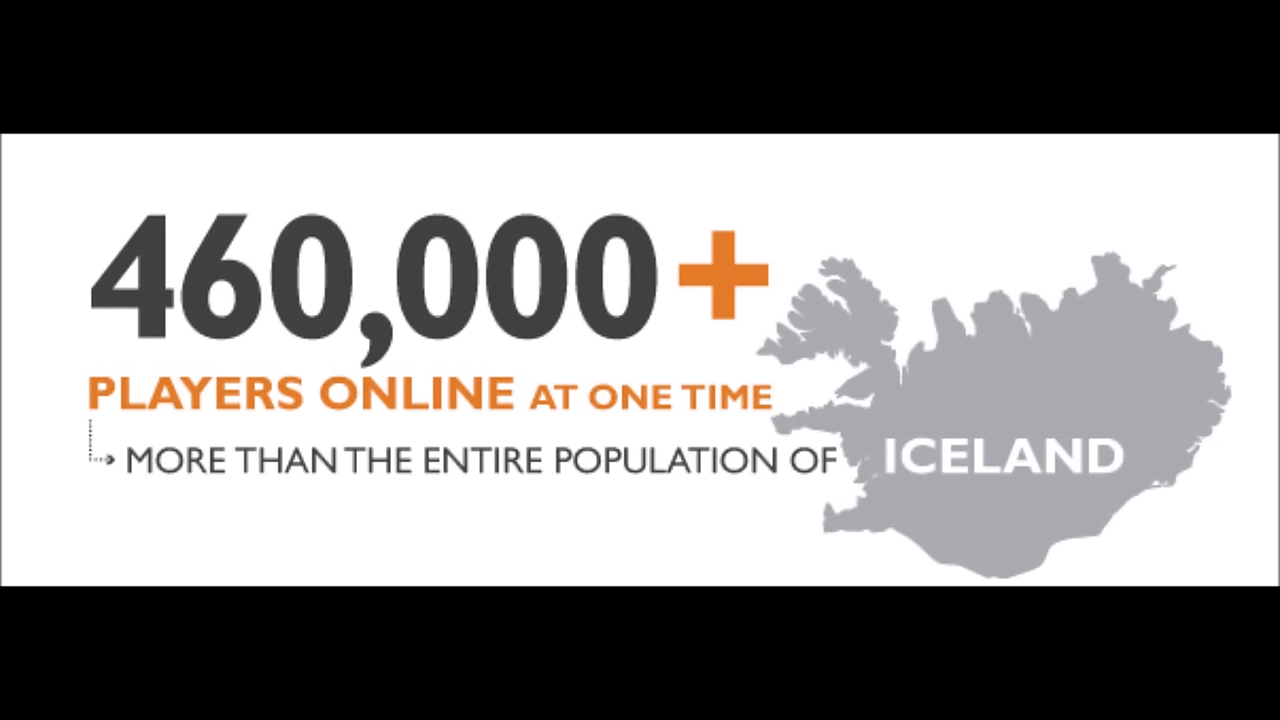 460,000+
PLAYERS ONLINE AT ONE TIME
MORE THAN THE ENTIRE POPULATION OF ICELAND